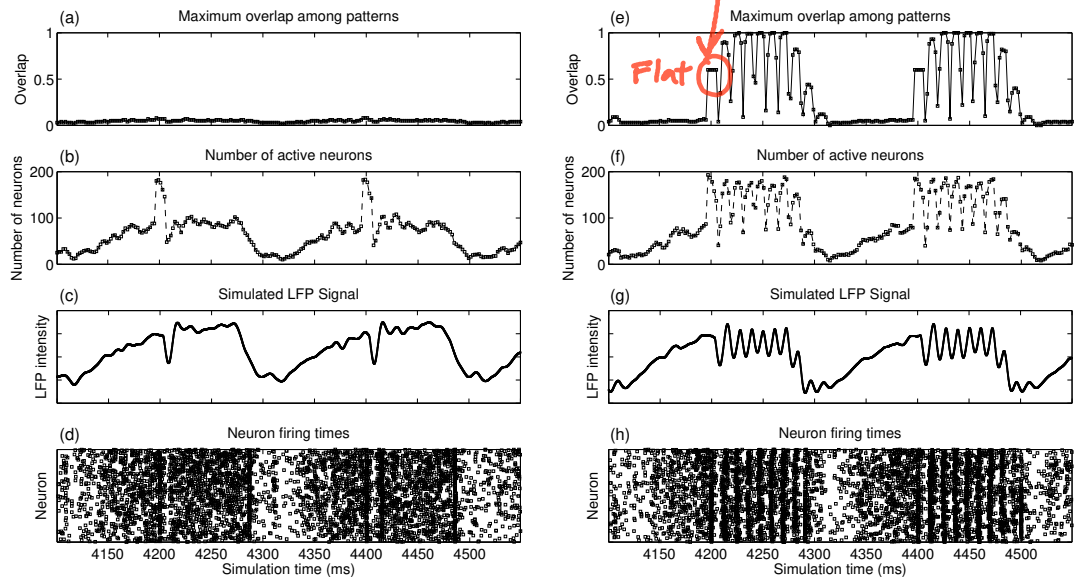 (a) Maximum overlap among patterns
1
0.5
0
Overlap
(b) Number of active neurons
200
100
0
Number of neurons
(c) Simulated LFP Signal
LFP intensity
(d) Neuron firing times
Neuron
4150 4200 4250 4300 4350 4400 4450 4500
Simulation time (ms)
(e) Maximum overlap among patterns
1
0.5
0
Overlap
Flat
(f) Number of active neurons
200
100
0
Number of neurons
(g) Simulated LFP Signal
LFP intensity
(h) Neuron firing times
Neuron
4150 4200 4250 4300 4350 4400 4450 4500
Simulation time (ms)